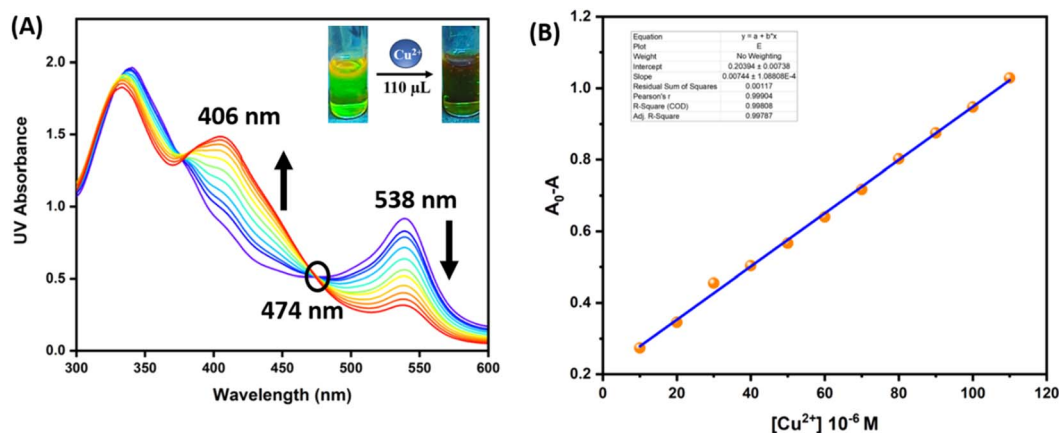 (A)
UV Absorbance
2.5
2.0
1.5
1.0
0.5
0.0
300 350 400 450 500 550 600
Wavelength (nm)
406 nm
538 nm
474 nm
Cu²⁺
110 µL
(B)
A₀-A
1.2
1.0
0.8
0.6
0.4
0.2
0 20 40 60 80 100 120
[Cu²⁺] 10⁻⁶ M
Equation y = a + b*x
Plot E
Weight No Weighting
Intercept 0.20394 ± 0.00738
Slope 0.00744 ± 1.08808E-4
Residual Sum of Squares 0.00117
Pearson's r 0.99904
R-Square (COD) 0.99808
Adj. R-Square 0.99787